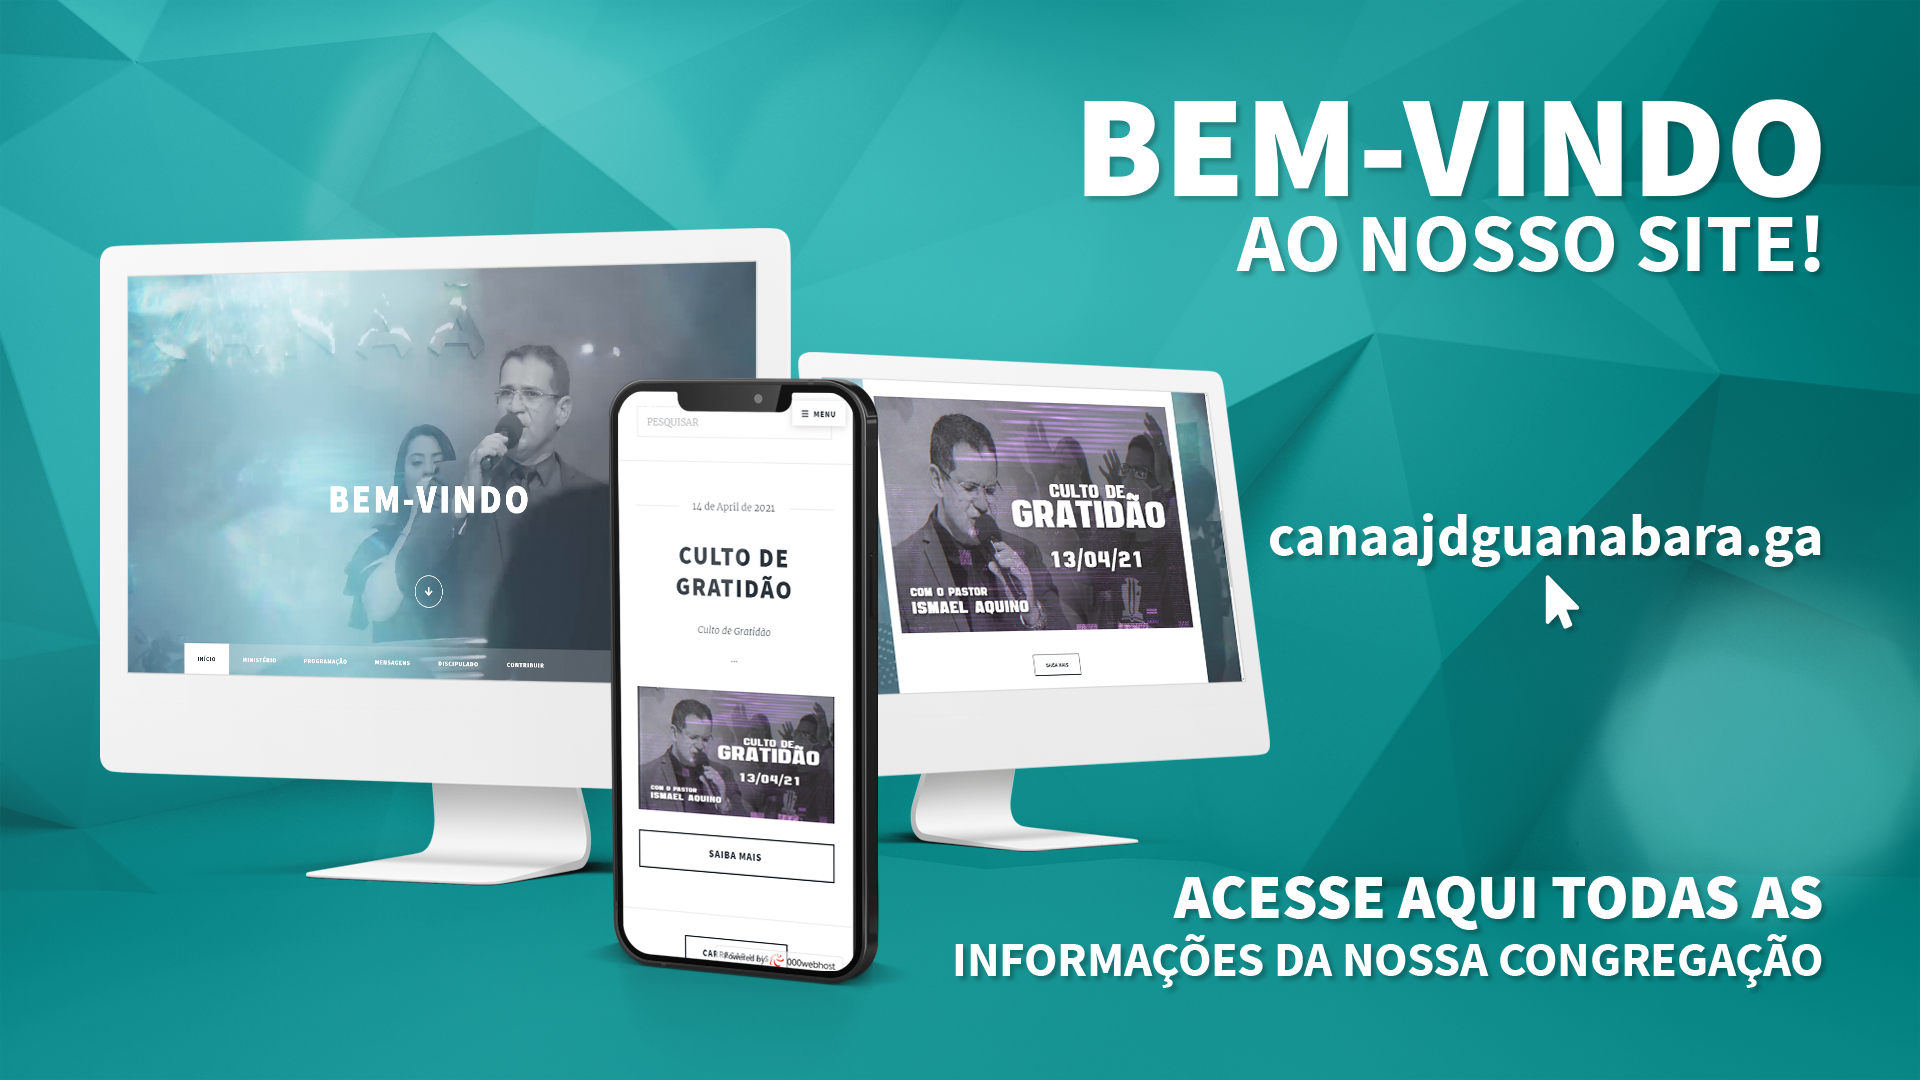 BEM-VINDO
AO NOSSO SITE!
canaajdguanabara.ga
ACESSE AQUI TODAS AS
INFORMAÇÕES DA NOSSA CONGREGAÇÃO
BEM-VINDO
INÍCIO MINISTÉRIO PROGRAMAÇÃO MENSAGENS DISCIPULADO CONTRIBUIR
MENU
PESQUISAR
14 de April de 2021
CULTO DE
GRATIDÃO
Culto de Gratidão
...
CULTO DE
GRATIDÃO
13/04/21
COM O PASTOR
ISMAEL AQUINO
SAIBA MAIS
Powered by 000webhost
CULTO DE
GRATIDÃO
13/04/21
COM O PASTOR
ISMAEL AQUINO
SAIBA MAIS